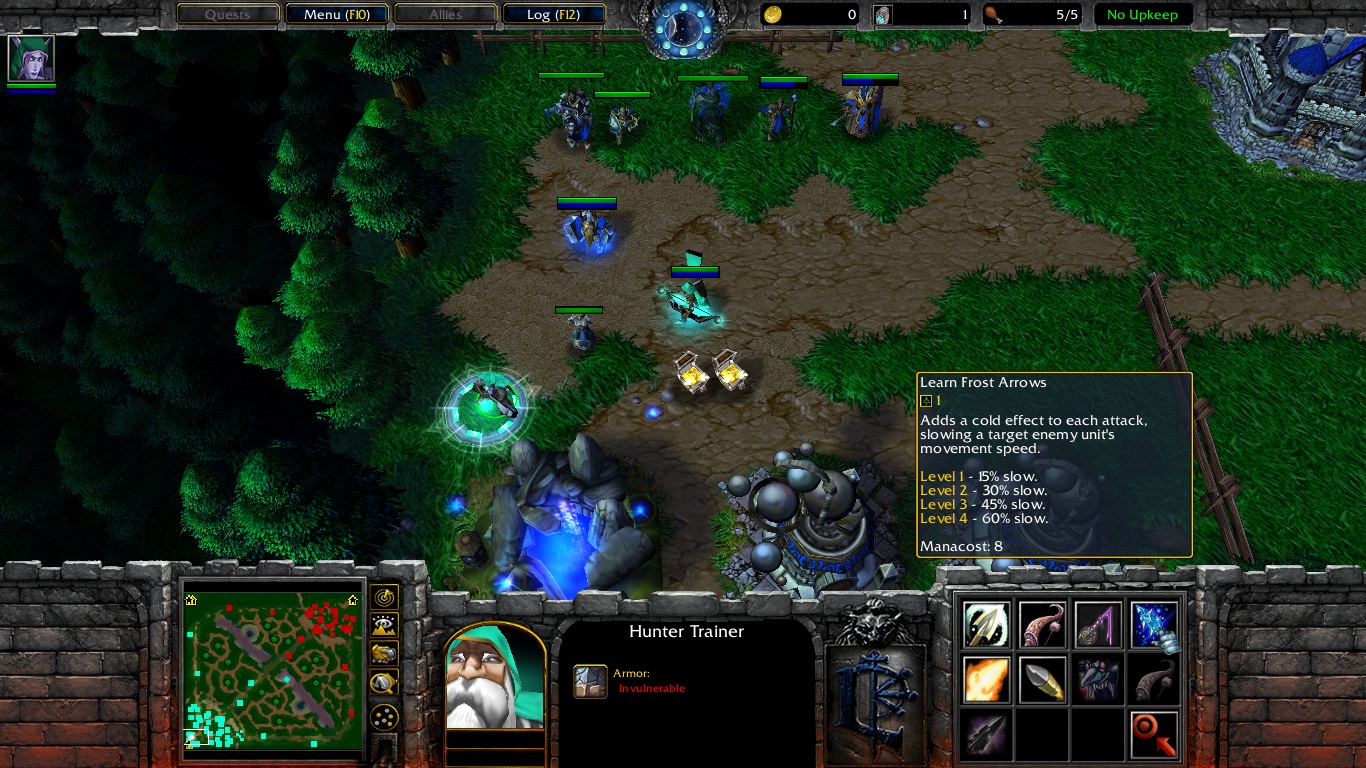 Quests
Menu (F10)
Allies
Log (F12)
0
1
5/5
No Upkeep
Learn Frost Arrows
1
Adds a cold effect to each attack,
slowing a target enemy unit's
movement speed.
Level 1 - 15% slow.
Level 2 - 30% slow.
Level 3 - 45% slow.
Level 4 - 60% slow.
Manacost: 8
Hunter Trainer
Armor:
Invulnerable